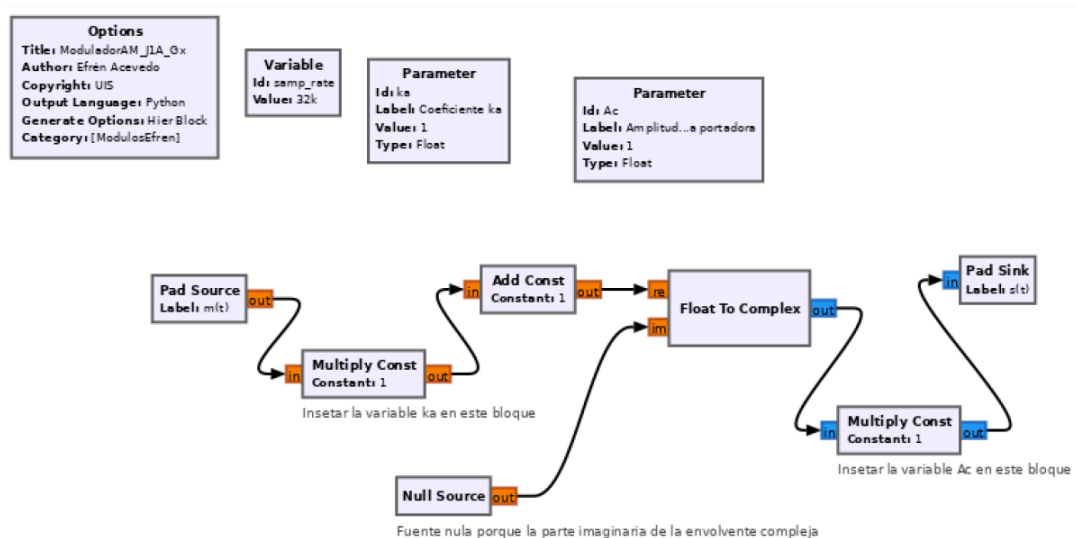 Options
Title: ModuladorAM_J1A_Gx
Author: Efrén Acevedo
Copyright: UIS
Output Language: Python
Generate Options: Hier Block
Category: [ModulosEfren]
Variable
Id: samp_rate
Value: 32k
Parameter
Id: ka
Label: Coeficiente ka
Value: 1
Type: Float
Parameter
Id: Ac
Label: Amplitud...a portadora
Value: 1
Type: Float
Pad Source
Label: m(t)
out
in
Multiply Const
Constant: 1
out
Insetar la variable ka en este bloque
in
Add Const
Constant: 1
out
Null Source
out
Fuente nula porque la parte imaginaria de la envolvente compleja
re
im
Float To Complex
out
in
Multiply Const
Constant: 1
out
Insetar la variable Ac en este bloque
in
Pad Sink
Label: s(t)